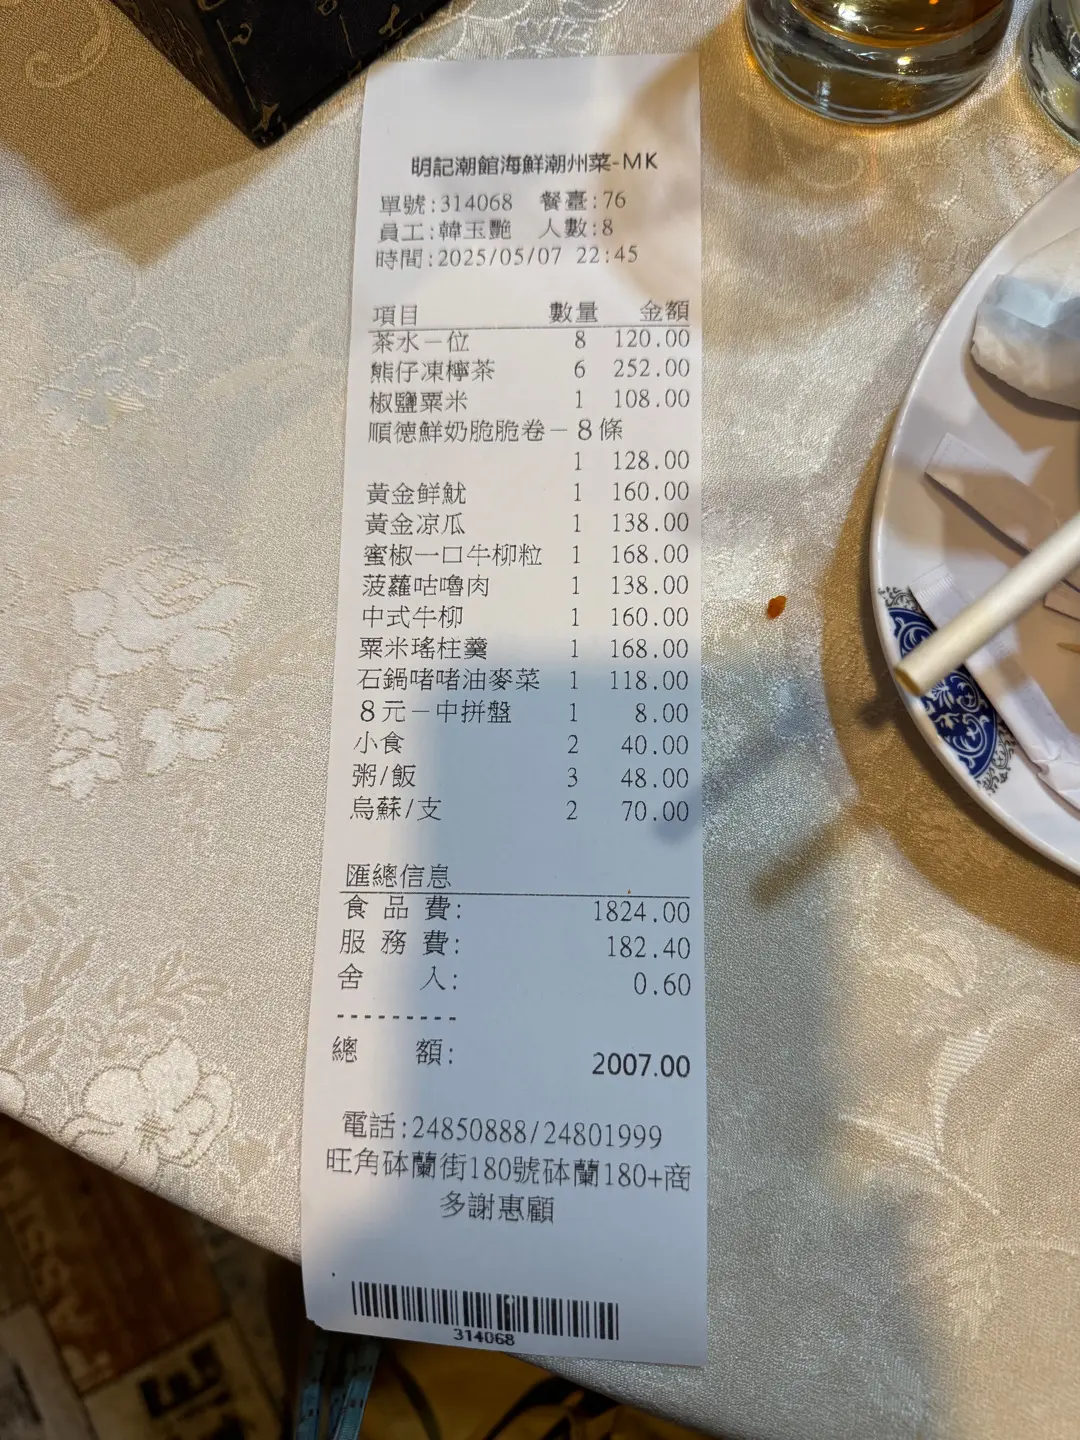 明記潮館海鮮潮州菜-MK
單號:314068 餐臺:76
員工:韓玉艷 人數:8
時間:2025/05/07 22:45
項目 數量 金額
茶水－位 8 120.00
熊仔凍檸茶 6 252.00
椒鹽粟米 1 108.00
順德鮮奶脆脆卷－８條
1 128.00
黃金鮮魷 1 160.00
黃金凉瓜 1 138.00
蜜椒一口牛柳粒 1 168.00
菠蘿咕嚕肉 1 138.00
中式牛柳 1 160.00
粟米瑤柱羹 1 168.00
石鍋啫啫油麥菜 1 118.00
８元－中拼盤 1 8.00
小食 2 40.00
粥/飯 3 48.00
烏蘇/支 2 70.00
匯總信息
食 品 費: 1824.00
服 務 費: 182.40
舍 人: 0.60
---------
總 額: 2007.00
電話:24850888/24801999
旺角砵蘭街180號砵蘭180+商
多謝惠顧
314068